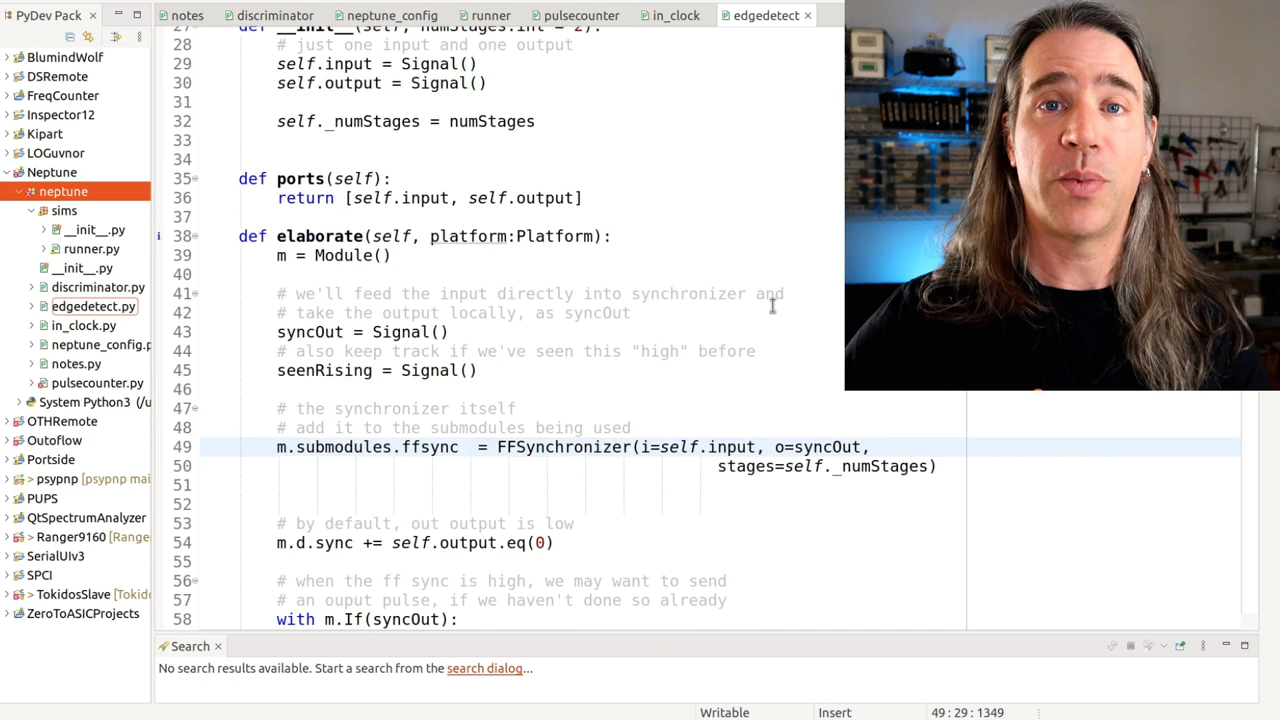 PyDev Pack
notes
discriminator
neptune_config
runner
pulsecounter
in_clock
edgedetect
BlumindWolf
DSRemote
FreqCounter
Inspector12
Kipart
LOGuvnor
Neptune
neptune
sims
__init__.py
runner.py
__init__.py
discriminator.py
edgedetect.py
in_clock.py
neptune_config.p
notes.py
pulsecounter.py
System Python3 (/u
OTHRemote
Outoflow
Portside
> psypnp [psypnp mai
PUPS
QtSpectrumAnalyzer
> Ranger9160 [Ranger
SerialUIv3
SPCI
> TokidosSlave [Tokidos
ZeroToASICProjects
27 def __init__(self, numStages:int = 2):
28 # just one input and one output
29 self.input = Signal()
30 self.output = Signal()
31
32 self._numStages = numStages
33
34
35 def ports(self):
36 return [self.input, self.output]
37
38 def elaborate(self, platform:Platform):
39 m = Module()
40
41 # we'll feed the input directly into synchronizer and
42 # take the output locally, as syncOut
43 syncOut = Signal()
44 # also keep track if we've seen this "high" before
45 seenRising = Signal()
46
47 # the synchronizer itself
48 # add it to the submodules being used
49 m.submodules.ffsync = FFSynchronizer(i=self.input, o=syncOut,
50 stages=self._numStages)
51
52
53 # by default, out output is low
54 m.d.sync += self.output.eq(0)
55
56 # when the ff sync is high, we may want to send
57 # an ouput pulse, if we haven't done so already
58 with m.If(syncOut):
Search
No search results available. Start a search from the search dialog...
Writable
Insert
49 : 29 : 1349